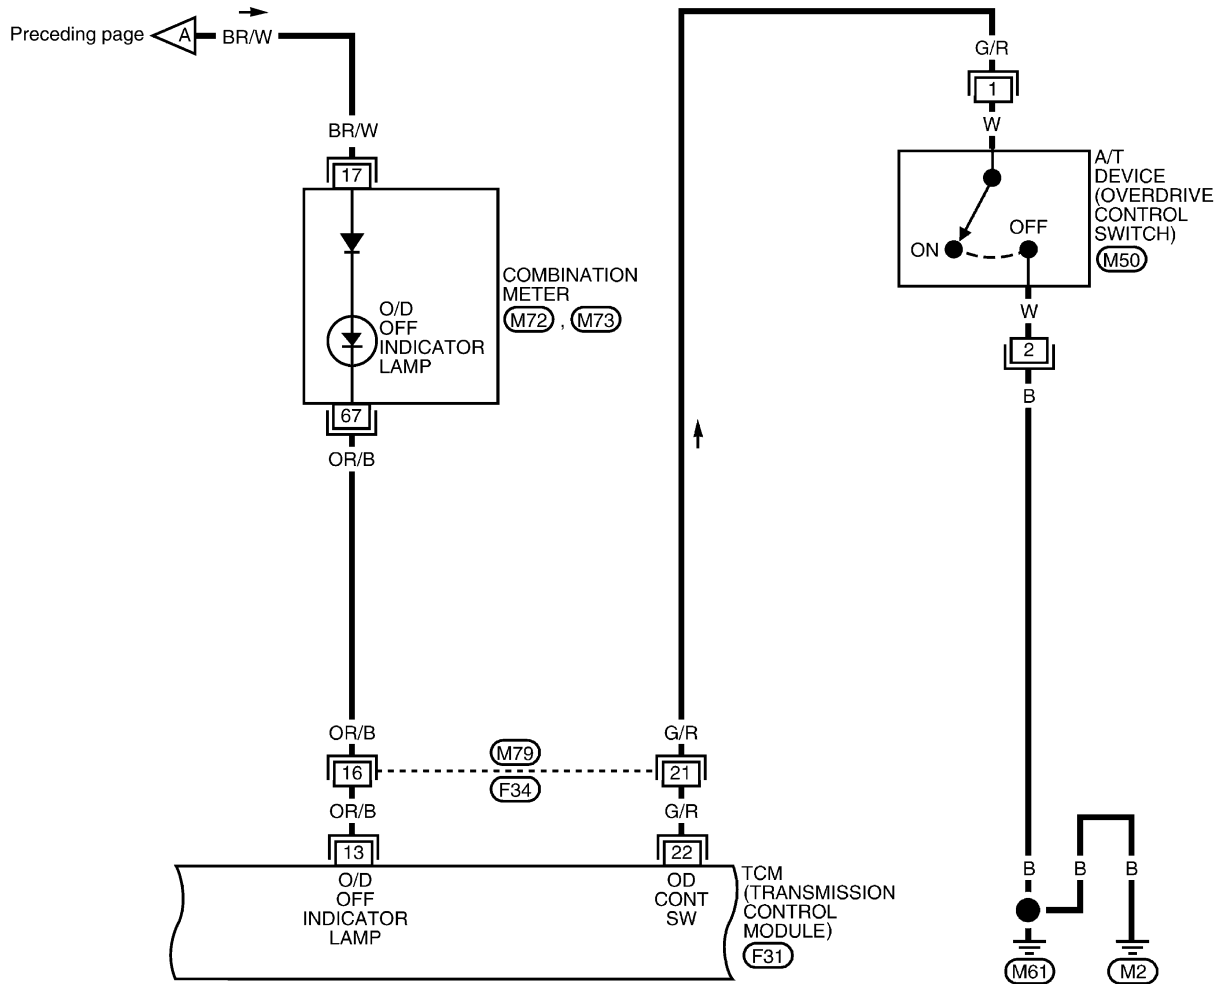 Preceding page
A
BR/W
BR/W
17
COMBINATION
METER
M72 , M73
O/D
OFF
INDICATOR
LAMP
67
OR/B
OR/B
16
OR/B
13
M79
F34
G/R
21
G/R
22
O/D
OFF
INDICATOR
LAMP
OD
CONT
SW
TCM
(TRANSMISSION
CONTROL
MODULE)
F31
G/R
1
W
A/T
DEVICE
(OVERDRIVE
CONTROL
SWITCH)
M50
ON
OFF
W
2
B
B
B
B
M61
M2